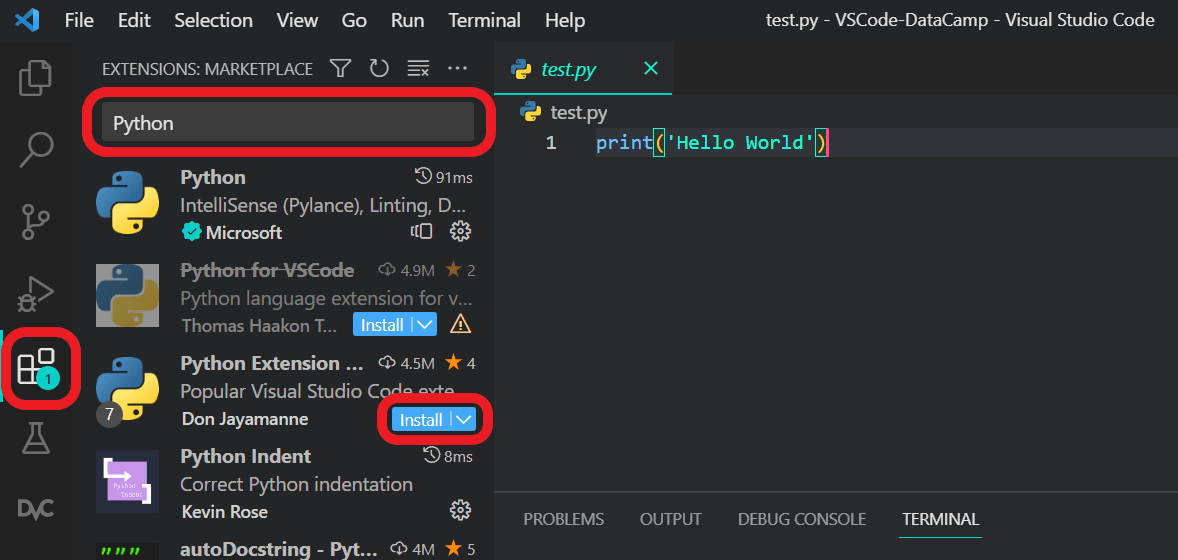 File Edit Selection View Go Run Terminal Help test.py - VSCode-DataCamp - Visual Studio Code
EXTENSIONS: MARKETPLACE
Python
Python 91ms
IntelliSense (Pylance), Linting, D...
Microsoft
Python for VSCode 4.9M 2
Python language extension for v...
Thomas Haakon T... Install
Python Extension ... 4.5M 4
Popular Visual Studio Code exte
7
Don Jayamanne Install
Python Indent 8ms
Correct Python indentation
Kevin Rose
Python
Indent
autoDocstring - Pyt... 4M 5
"""
1
DVC
test.py
test.py
1 print('Hello World')
PROBLEMS OUTPUT DEBUG CONSOLE TERMINAL